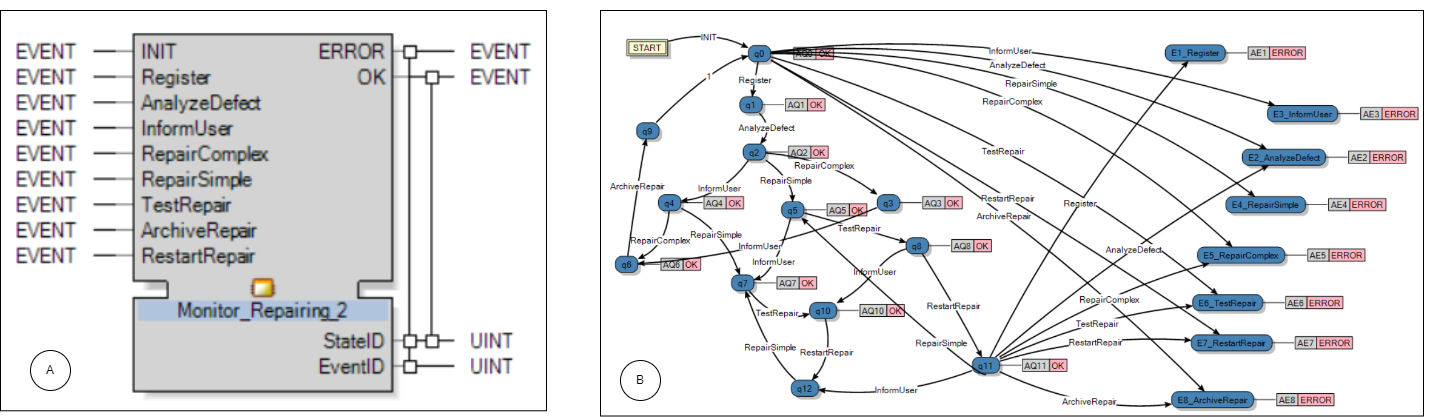 EVENT INIT ERROR EVENT
EVENT Register OK EVENT
EVENT AnalyzeDefect
EVENT InformUser
EVENT RepairComplex
EVENT RepairSimple
EVENT TestRepair
EVENT ArchiveRepair
EVENT RestartRepair
Monitor_Repairing_2
StateID UINT
EventID UINT
A
START
INIT
q0
AQ0 OK
InformUser
AnalyzeDefect
RepairSimple
RepairComplex
E1_Register AE1 ERROR
Register
1
q1 AQ1 OK
E3_InformUser AE3 ERROR
AnalyzeDefect
q9
q2 AQ2 OK
TestRepair
E2_AnalyzeDefect AE2 ERROR
RepairComplex
RepairSimple
ArchiveRepair
InformUser
RestartRepair
Register
q4 AQ4 OK
q5 AQ5 OK
q3 AQ3 OK
ArchiveRepair
E4_RepairSimple AE4 ERROR
TestRepair
RepairComplex
RepairSimple
InformUser
q8 AQ8 OK
AnalyzeDefect
E5_RepairComplex AE5 ERROR
q6 AQ6 OK
InformUser
InformUser
q7 AQ7 OK
RepairComplex
E6_TestRepair AE6 ERROR
TestRepair
q10 AQ10 OK
RestartRepair
TestRepair
RepairSimple
RestartRepair
RepairSimple
RestartRepair
E7_RestartRepair AE7 ERROR
q11 AQ11 OK
q12
InformUser
ArchiveRepair
E8_ArchiveRepair AE8 ERROR
B